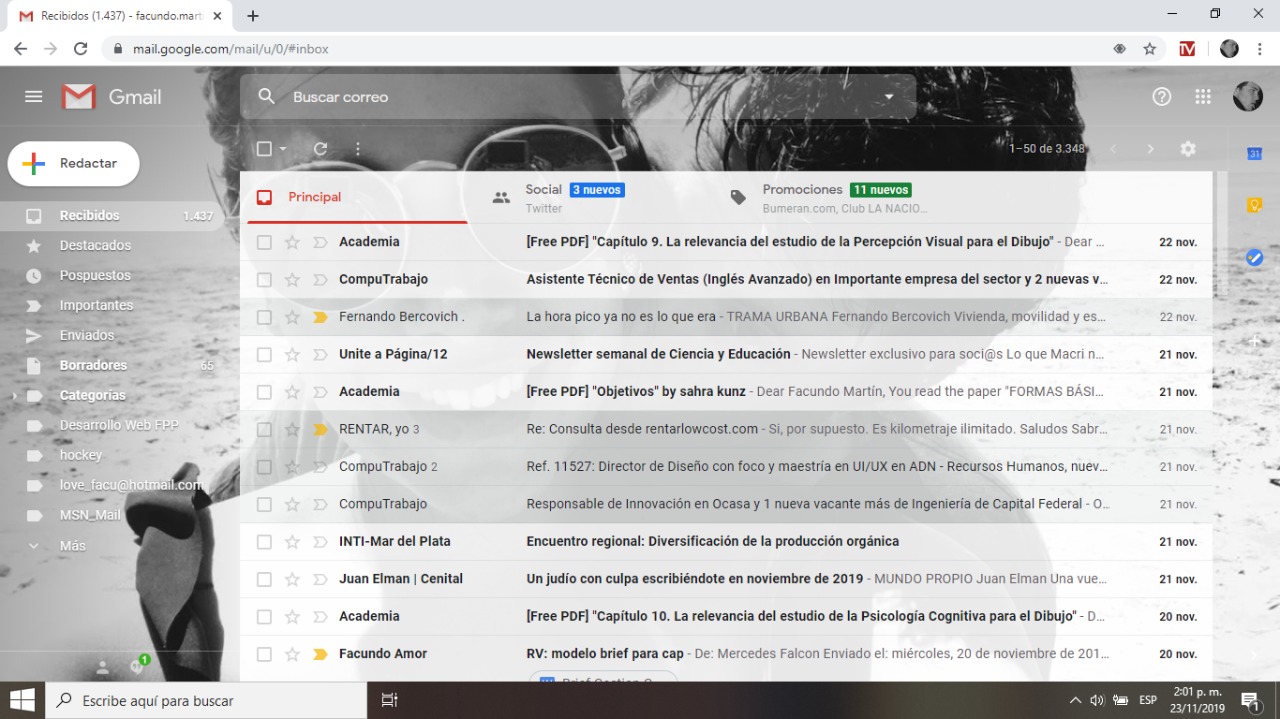 Recibidos (1.437) - facundo.mart
mail.google.com/mail/u/0/#inbox
Gmail
Buscar correo
Redactar
1–50 de 3.348
Recibidos 1.437
Destacados
Pospuestos
Importantes
Enviados
Borradores 65
Categorías
Desarrollo Web FPP
hockey
love_facu@hotmail.com
MSN_Mail
Más
1
Principal
Social 3 nuevos
Twitter
Promociones 11 nuevos
Bumeran.com, Club LA NACIO...
Academia [Free PDF] "Capítulo 9. La relevancia del estudio de la Percepción Visual para el Dibujo" - Dear ... 22 nov.
CompuTrabajo Asistente Técnico de Ventas (Inglés Avanzado) en Importante empresa del sector y 2 nuevas v... 22 nov.
Fernando Bercovich . La hora pico ya no es lo que era - TRAMA URBANA Fernando Bercovich Vivienda, movilidad y es... 22 nov.
Unite a Página/12 Newsletter semanal de Ciencia y Educación - Newsletter exclusivo para soci@s Lo que Macri n... 21 nov.
Academia [Free PDF] "Objetivos" by sahra kunz - Dear Facundo Martín, You read the paper "FORMAS BÁSI... 21 nov.
RENTAR, yo 3 Re: Consulta desde rentarlowcost.com - Si, por supuesto. Es kilometraje ilimitado. Saludos Sabr... 21 nov.
CompuTrabajo 2 Ref. 11527: Director de Diseño con foco y maestría en UI/UX en ADN - Recursos Humanos, nuev... 21 nov.
CompuTrabajo Responsable de Innovación en Ocasa y 1 nueva vacante más de Ingeniería de Capital Federal - O... 21 nov.
INTI-Mar del Plata Encuentro regional: Diversificación de la producción orgánica 21 nov.
Juan Elman | Cenital Un judío con culpa escribiéndote en noviembre de 2019 - MUNDO PROPIO Juan Elman Una vue... 21 nov.
Academia [Free PDF] "Capítulo 10. La relevancia del estudio de la Psicología Cognitiva para el Dibujo" - D... 20 nov.
Facundo Amor RV: modelo brief para cap - De: Mercedes Falcon Enviado el: miércoles, 20 de noviembre de 201... 20 nov.
31
Escribe aquí para buscar
ESP
2:01 p. m.
23/11/2019
1